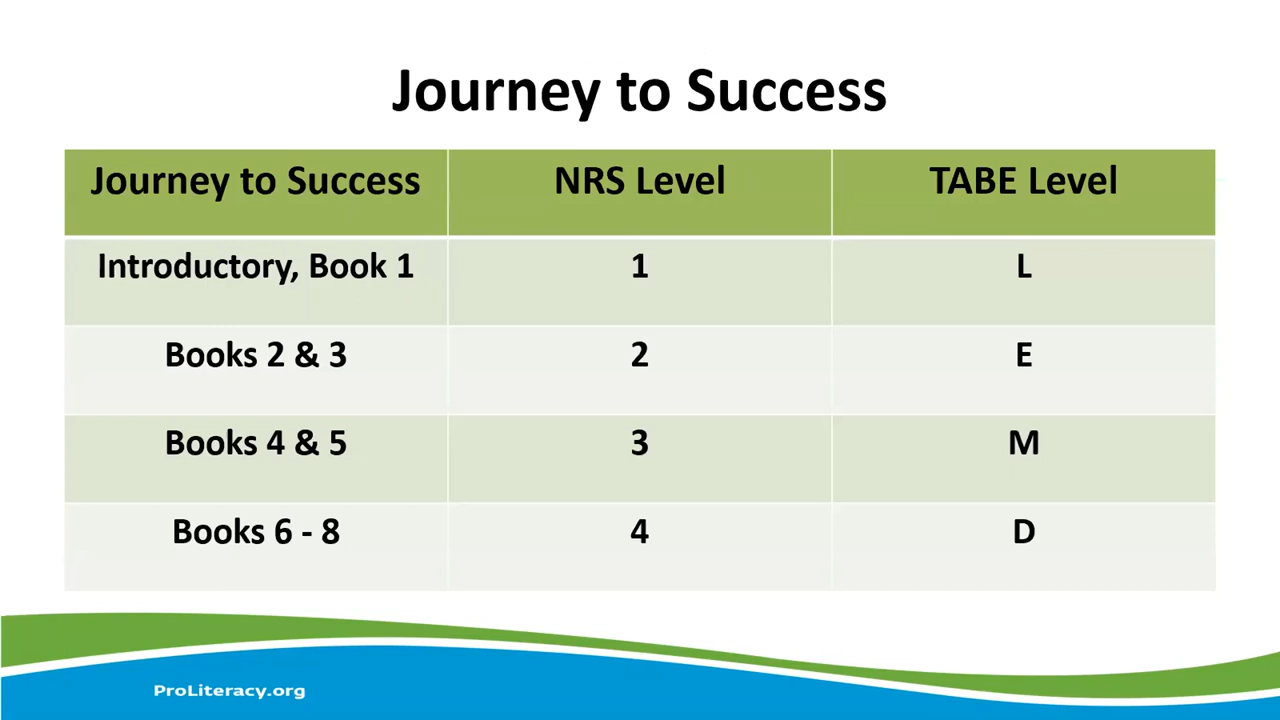 Journey to Success
Journey to Success NRS Level TABE Level
Introductory, Book 1 1 L
Books 2 & 3 2 E
Books 4 & 5 3 M
Books 6 - 8 4 D
ProLiteracy.org